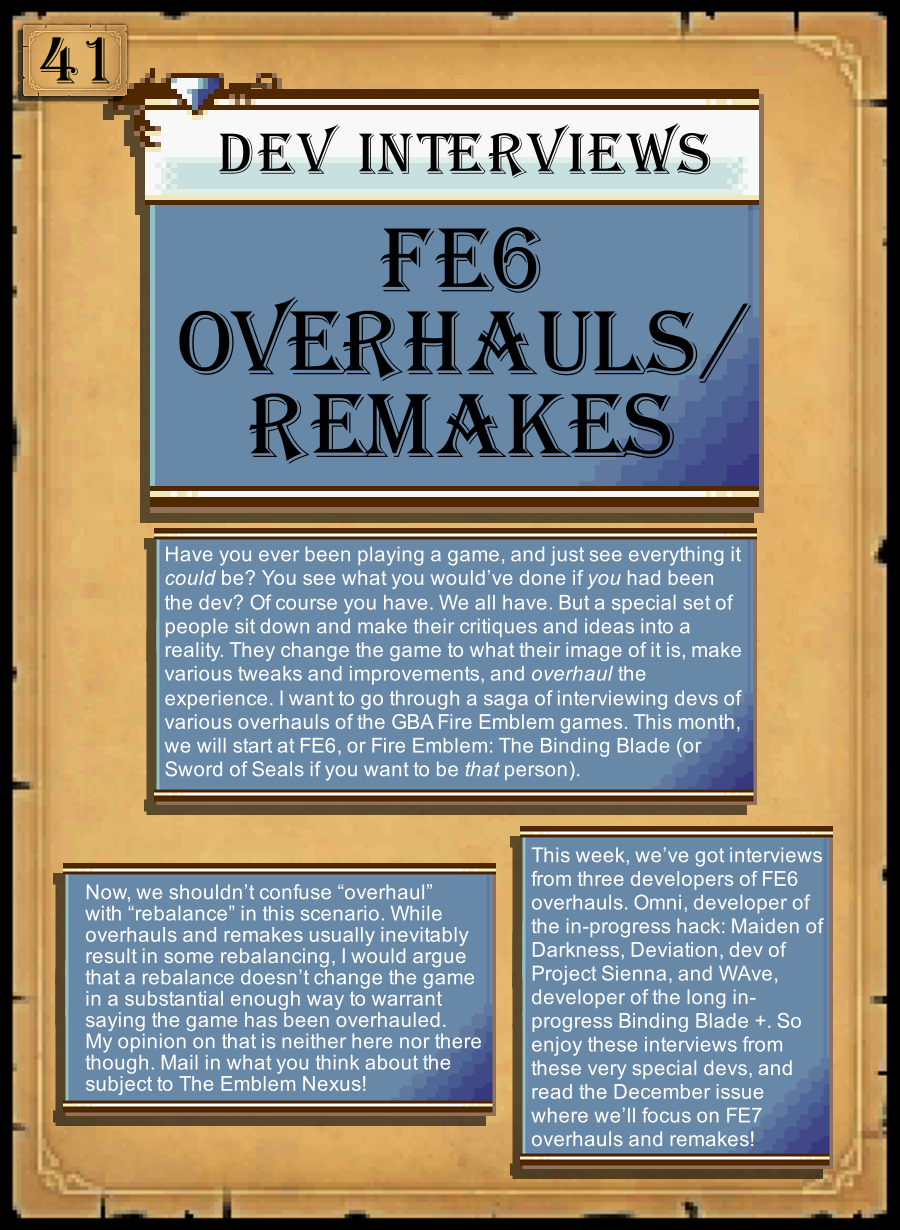 41
DEV INTERVIEWS
FE6
OVERHAULS/
REMAKES
Have you ever been playing a game, and just see everything it
could be? You see what you would’ve done if you had been
the dev? Of course you have. We all have. But a special set of
people sit down and make their critiques and ideas into a
reality. They change the game to what their image of it is, make
various tweaks and improvements, and overhaul the
experience. I want to go through a saga of interviewing devs of
various overhauls of the GBA Fire Emblem games. This month,
we will start at FE6, or Fire Emblem: The Binding Blade (or
Sword of Seals if you want to be that person).
Now, we shouldn’t confuse “overhaul”
with “rebalance” in this scenario. While
overhauls and remakes usually inevitably
result in some rebalancing, I would argue
that a rebalance doesn’t change the game
in a substantial enough way to warrant
saying the game has been overhauled.
My opinion on that is neither here nor there
though. Mail in what you think about the
subject to The Emblem Nexus!
This week, we’ve got interviews
from three developers of FE6
overhauls. Omni, developer of
the in-progress hack: Maiden of
Darkness, Deviation, dev of
Project Sienna, and WAve,
developer of the long in-
progress Binding Blade +. So
enjoy these interviews from
these very special devs, and
read the December issue
where we’ll focus on FE7
overhauls and remakes!